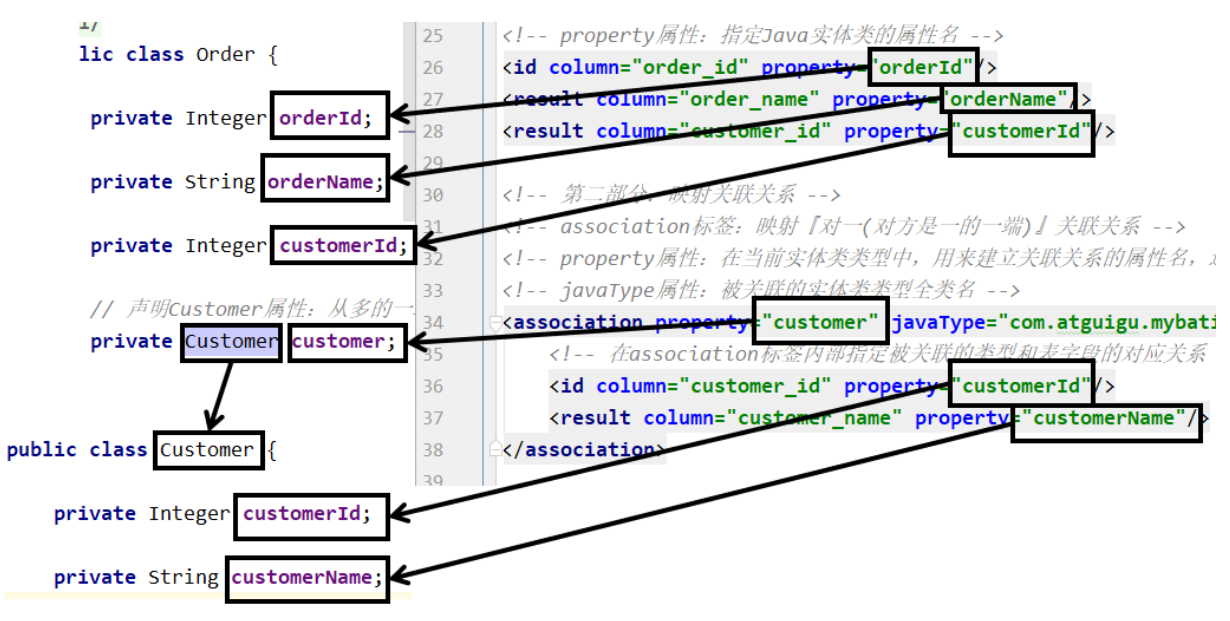 lic class Order {
private Integer orderId;
private String orderName;
private Integer customerId;
// 声明Customer属性：从多的一
private Customer customer;
public class Customer {
private Integer customerId;
private String customerName;
25 <!-- property属性：指定Java实体类的属性名 -->
26 <id column="order_id" property="orderId"/>
27 <result column="order_name" property="orderName"/>
28 <result column="customer_id" property="customerId"/>
29
30 <!-- 第二部分：映射关联关系 -->
31 <!-- association标签：映射『对一(对方是一的一端)』关联关系 -->
32 <!-- property属性：在当前实体类类型中，用来建立关联关系的属性名，
33 <!-- javaType属性：被关联的实体类类型全类名 -->
34 <association property="customer" javaType="com.atguigu.mybati
35 <!-- 在association标签内部指定被关联的类型和表字段的对应关系
36 <id column="customer_id" property="customerId"/>
37 <result column="customer_name" property="customerName"/>
38 </association>
39